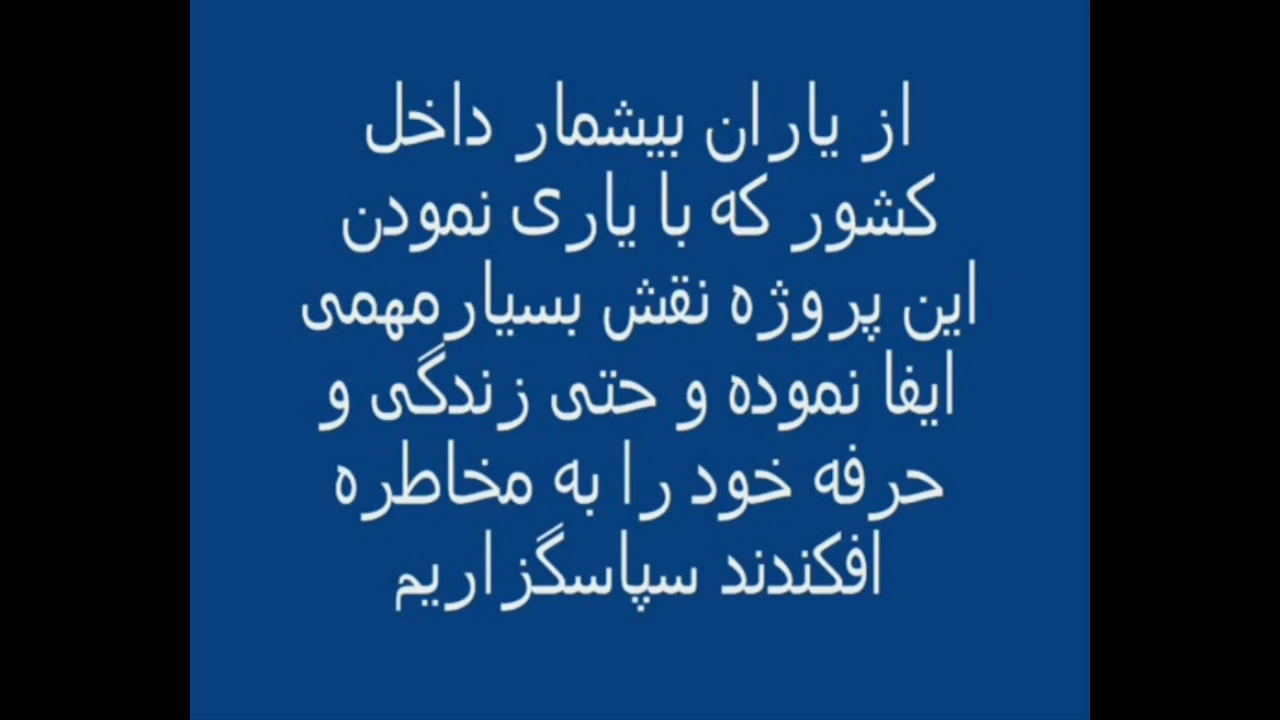 از یاران بیشمار داخل
کشور که با یاری نمودن
این پروژه نقش بسیارمهمی
ایفا نموده و حتی زندگی و
حرفه خود را به مخاطره
افکندند سپاسگزاریم